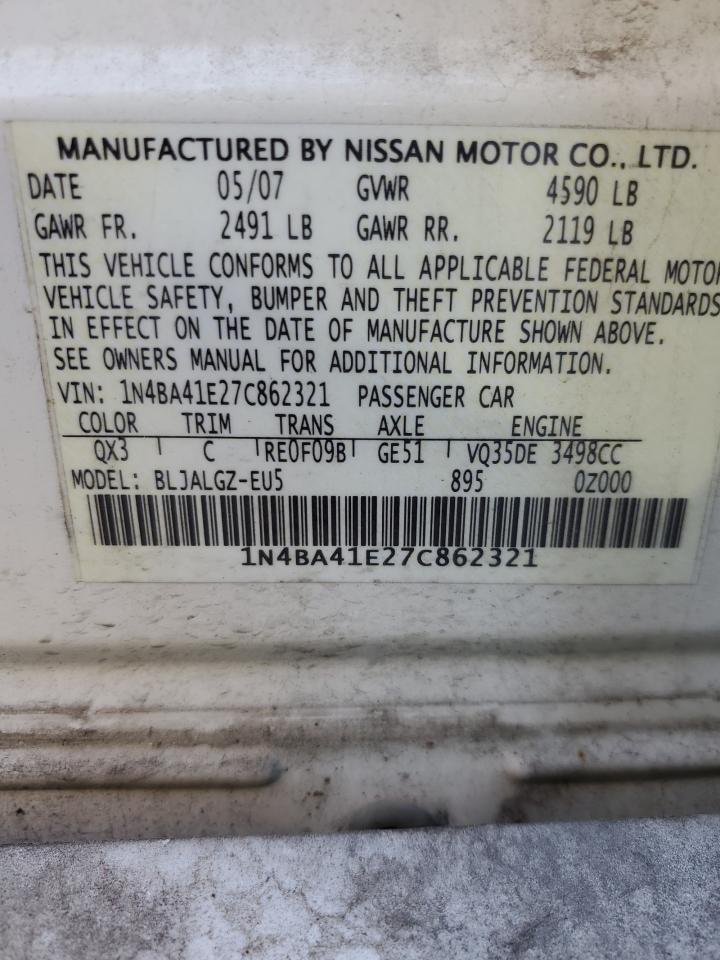 MANUFACTURED BY NISSAN MOTOR CO., LTD.
DATE 05/07 GVWR 4590 LB
GAWR FR. 2491 LB GAWR RR. 2119 LB
THIS VEHICLE CONFORMS TO ALL APPLICABLE FEDERAL MOTOR
VEHICLE SAFETY, BUMPER AND THEFT PREVENTION STANDARDS
IN EFFECT ON THE DATE OF MANUFACTURE SHOWN ABOVE.
SEE OWNERS MANUAL FOR ADDITIONAL INFORMATION.
VIN: 1N4BA41E27C862321 PASSENGER CAR
COLOR TRIM TRANS AXLE ENGINE
QX3 C RE0F09B GE51 VQ35DE 3498CC
MODEL: BLJALGZ-EU5 895 0Z000
1N4BA41E27C862321